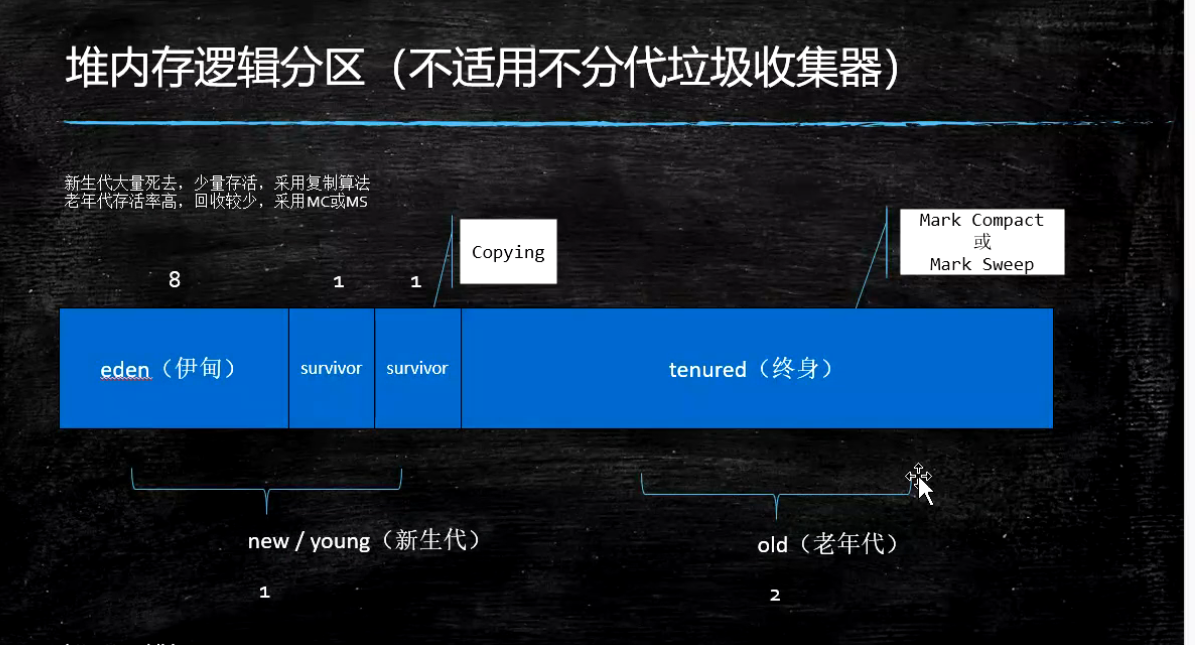 堆内存逻辑分区（不适用不分代垃圾收集器）
新生代大量死去，少量存活，采用复制算法
老年代存活率高，回收较少，采用MC或MS
Copying
Mark Compact
或
Mark Sweep
8 1 1
eden（伊甸） survivor survivor tenured（终身）
new / young（新生代） old（老年代）
1 2